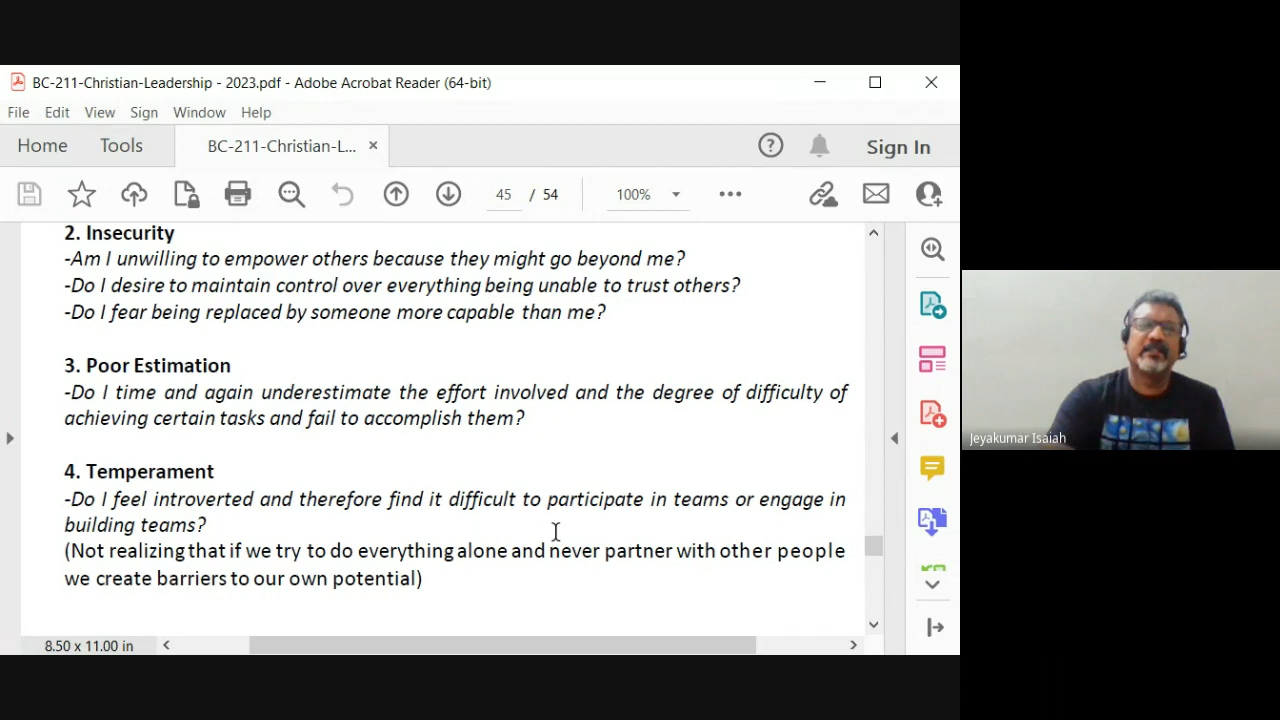 BC-211-Christian-Leadership - 2023.pdf - Adobe Acrobat Reader (64-bit)
File Edit View Sign Window Help
Home Tools BC-211-Christian-L... × Sign In
45 / 54 100%
2. Insecurity
-Am I unwilling to empower others because they might go beyond me?
-Do I desire to maintain control over everything being unable to trust others?
-Do I fear being replaced by someone more capable than me?
3. Poor Estimation
-Do I time and again underestimate the effort involved and the degree of difficulty of
achieving certain tasks and fail to accomplish them?
4. Temperament
-Do I feel introverted and therefore find it difficult to participate in teams or engage in
building teams?
(Not realizing that if we try to do everything alone and never partner with other people
we create barriers to our own potential)
8.50 x 11.00 in
Jeyakumar Isaiah